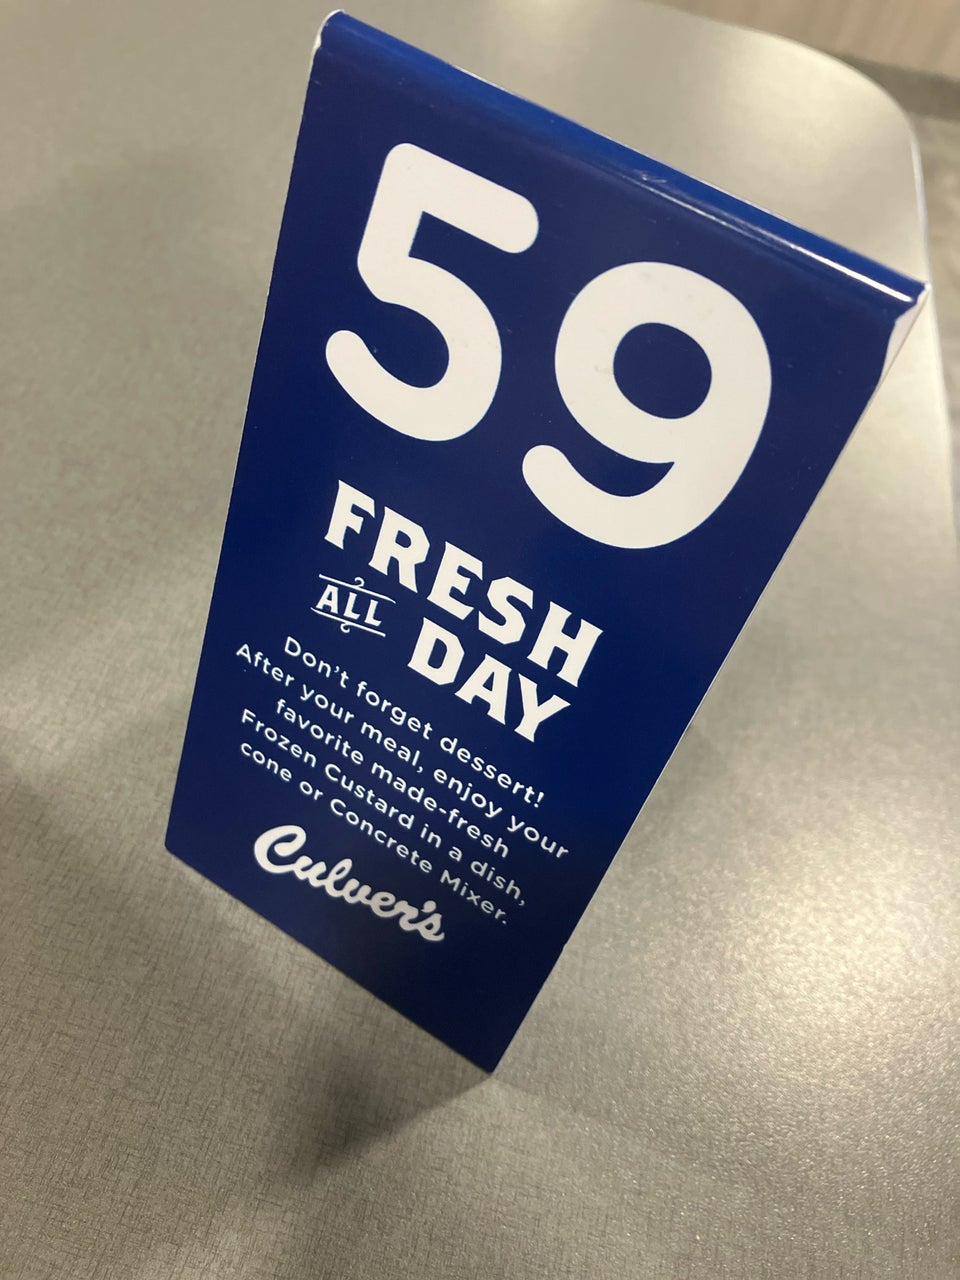 59
FRESH
ALL DAY
Don't forget dessert!
After your meal, enjoy your
favorite made-fresh
Frozen Custard in a dish,
cone or Concrete Mixer.
Culver's